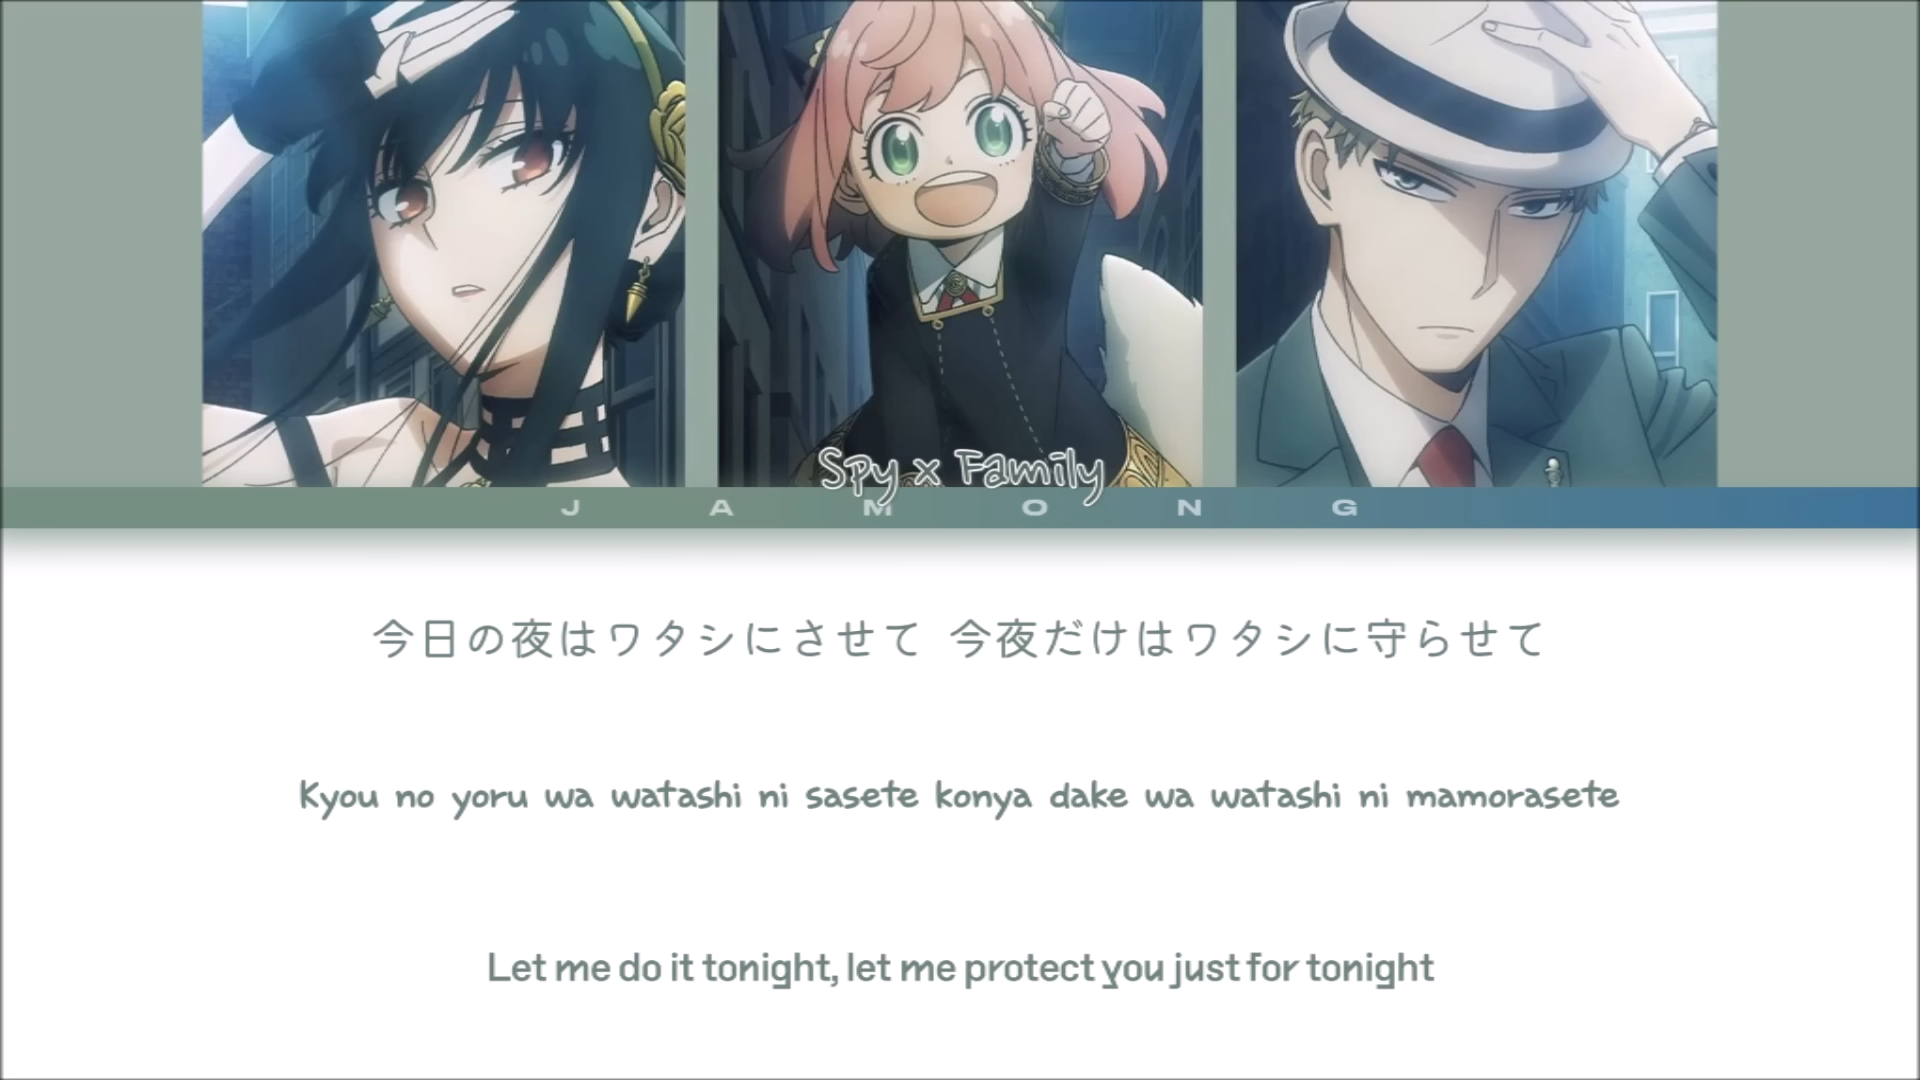 Spy x Family
JAMONG
今日の夜はワタシにさせて 今夜だけはワタシに守らせて
Kyou no yoru wa watashi ni sasete konya dake wa watashi ni mamorasete
Let me do it tonight, let me protect you just for tonight